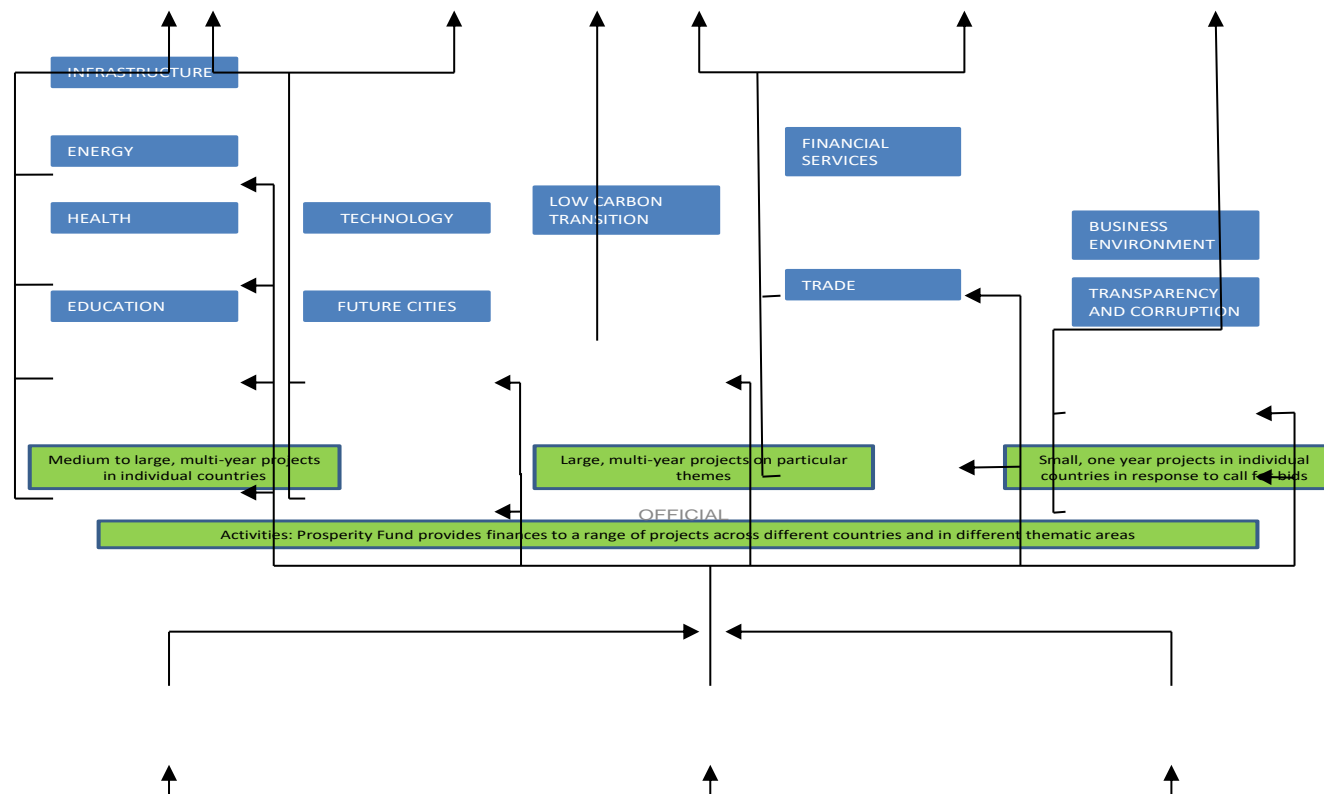 INFRASTRUCTURE
ENERGY
FINANCIAL
SERVICES
HEALTH
TECHNOLOGY
LOW CARBON
TRANSITION
BUSINESS
ENVIRONMENT
EDUCATION
FUTURE CITIES
TRADE
TRANSPARENCY
AND CORRUPTION
Medium to large, multi-year projects
in individual countries
Large, multi-year projects on particular
themes
Small, one year projects in individual
countries in response to call for bids
OFFICIAL
Activities: Prosperity Fund provides finances to a range of projects across different countries and in different thematic areas